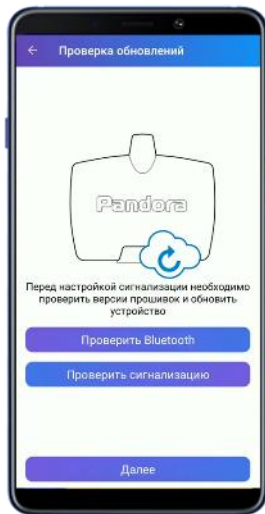 Проверка обновлений
Pandora
Перед настройкой сигнализации необходимо
проверить версии прошивок и обновить
устройство
Проверить Bluetooth
Проверить сигнализацию
Далее